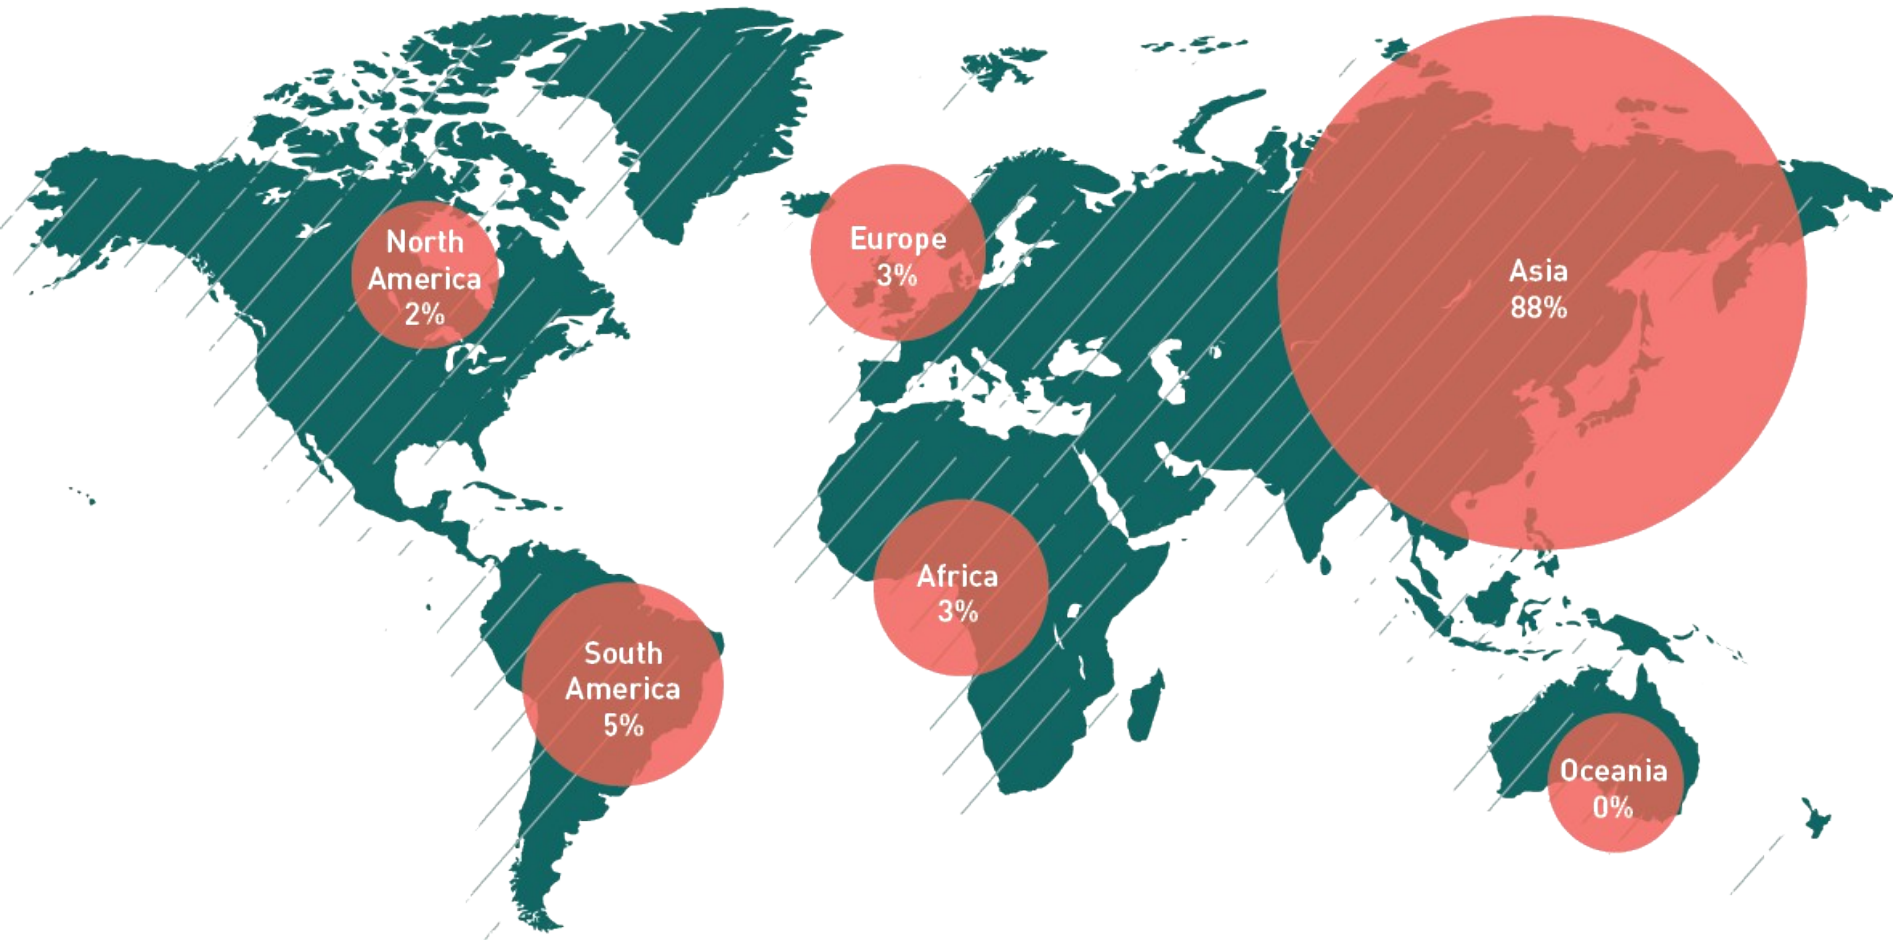 North
America
2%
Europe
3%
Asia
88%
Africa
3%
South
America
5%
Oceania
0%